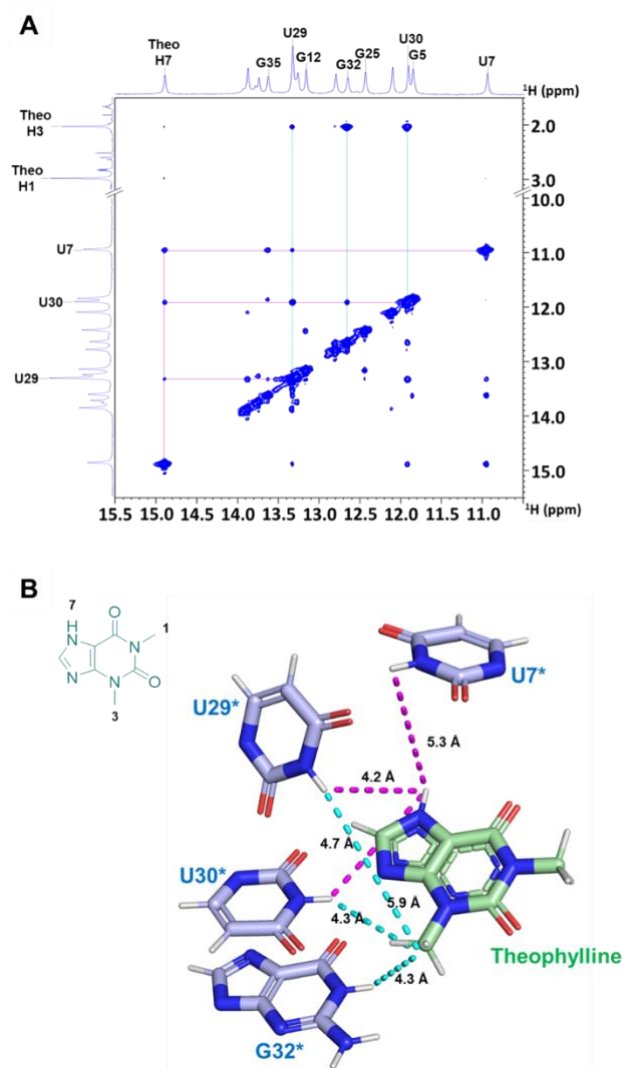 A
Theo H7
G35
U29
G12
G32
G25
U30
G5
U7
¹H (ppm)
Theo H3
2.0
Theo H1
3.0
10.0
U7
11.0
U30
12.0
13.0
U29
14.0
15.0
15.5 15.0 14.5 14.0 13.5 13.0 12.5 12.0 11.5 11.0
¹H (ppm)
B
7
H
N
O
N
1
N
N
O
3
U7*
U29*
5.3 Å
4.2 Å
4.7 Å
U30*
5.9 Å
4.3 Å
Theophylline
4.3 Å
G32*